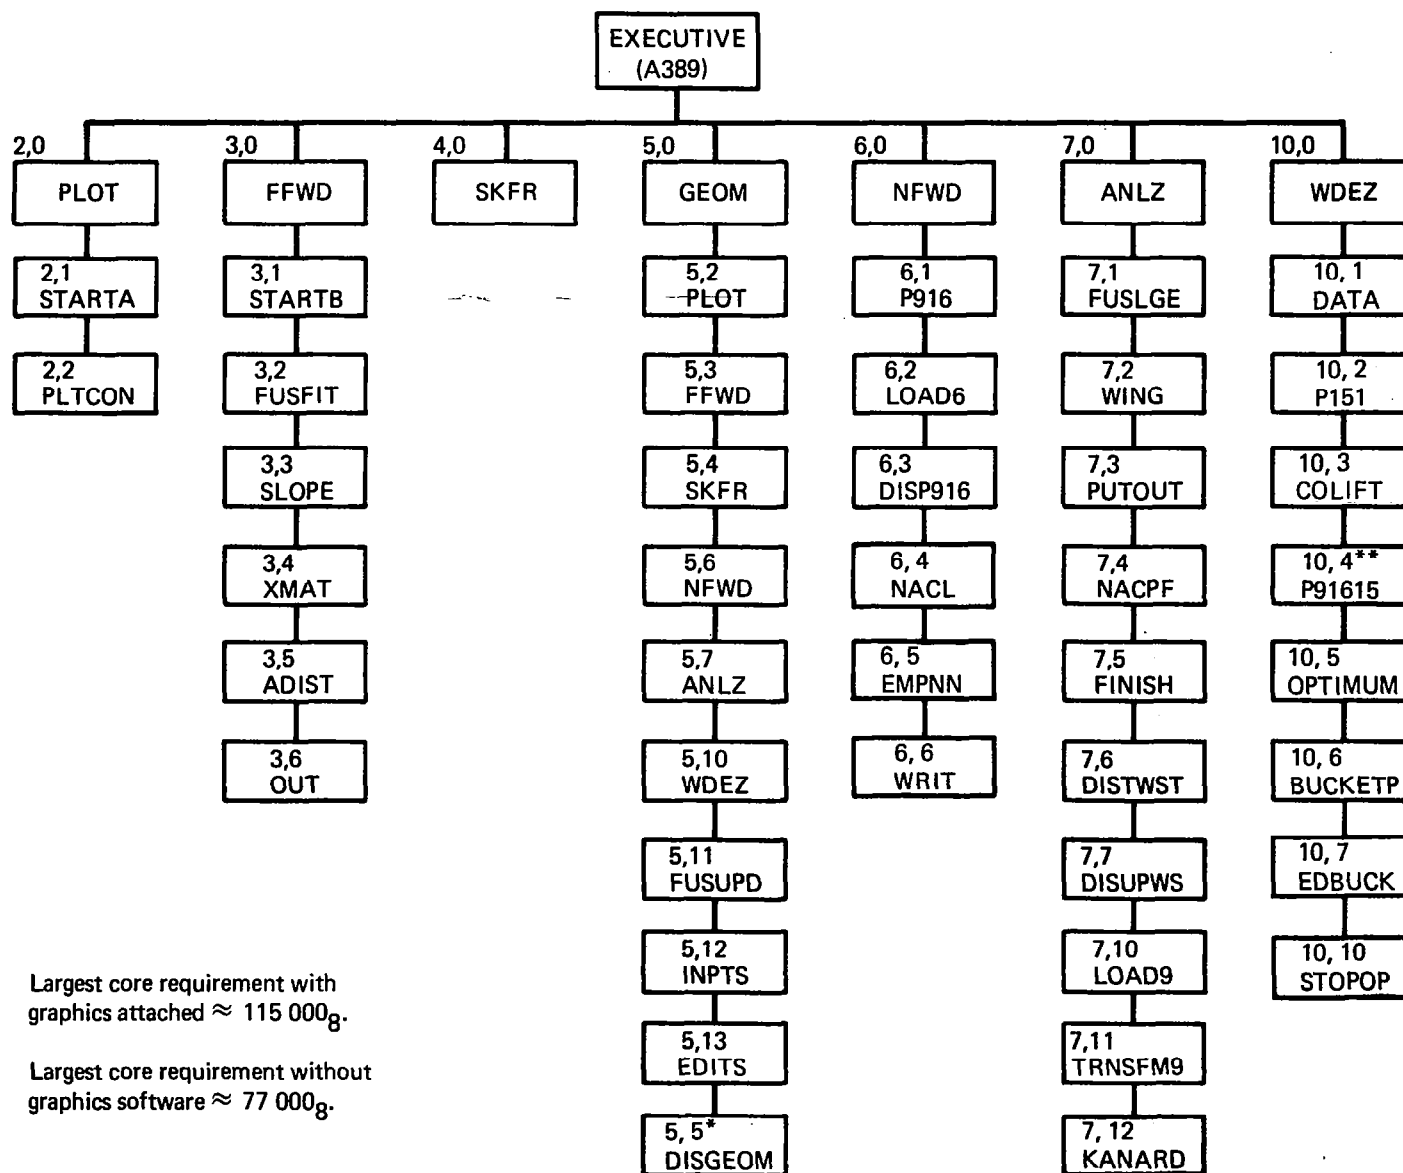 EXECUTIVE
(A389)
2,0
PLOT
2,1
STARTA
2,2
PLTCON
3,0
FFWD
3,1
STARTB
3,2
FUSFIT
3,3
SLOPE
3,4
XMAT
3,5
ADIST
3,6
OUT
4,0
SKFR
5,0
GEOM
5,2
PLOT
5,3
FFWD
5,4
SKFR
5,6
NFWD
5,7
ANLZ
5,10
WDEZ
5,11
FUSUPD
5,12
INPTS
5,13
EDITS
5, 5*
DISGEOM
6,0
NFWD
6,1
P916
6,2
LOAD6
6,3
DISP916
6, 4
NACL
6, 5
EMPNN
6, 6
WRIT
7,0
ANLZ
7,1
FUSLGE
7,2
WING
7,3
PUTOUT
7,4
NACPF
7,5
FINISH
7,6
DISTWST
7,7
DISUPWS
7,10
LOAD9
7,11
TRNSFM9
7, 12
KANARD
10,0
WDEZ
10, 1
DATA
10, 2
P151
10, 3
COLIFT
10, 4**
P91615
10, 5
OPTIMUM
10, 6
BUCKETP
10, 7
EDBUCK
10, 10
STOPOP
Largest core requirement with
graphics attached ≈ 115 000₈.
Largest core requirement without
graphics software ≈ 77 000₈.